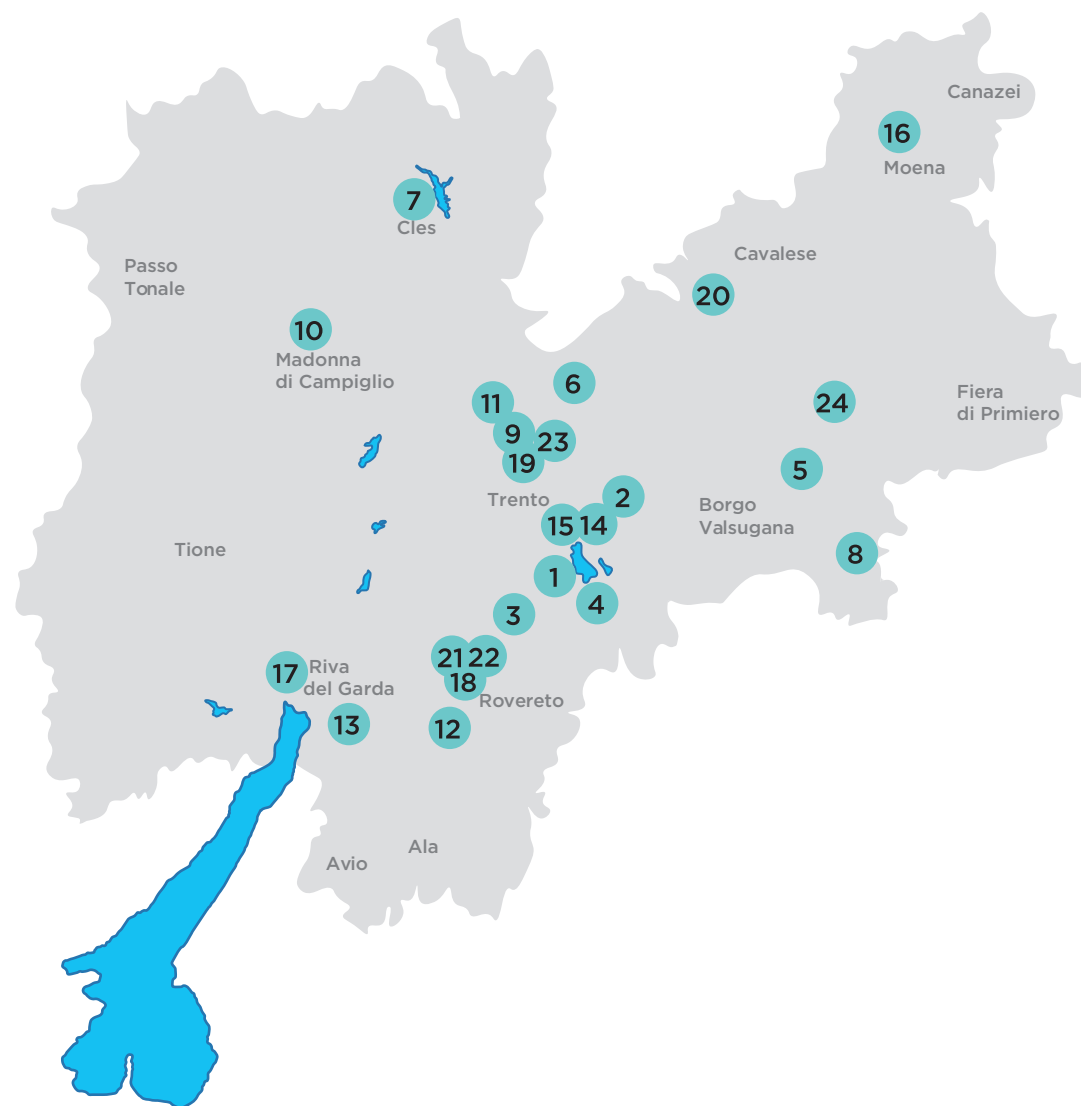 Canazei
16
Moena
7
Cles
Cavalese
Passo
Tonale
20
10
Madonna
di Campiglio
6
11
24
Fiera
di Primiero
9
23
19
5
Trento
2
Borgo
Valsugana
15
14
Tione
8
1
4
3
21
22
17
Riva
del Garda
18
Rovereto
13
12
Ala
Avio